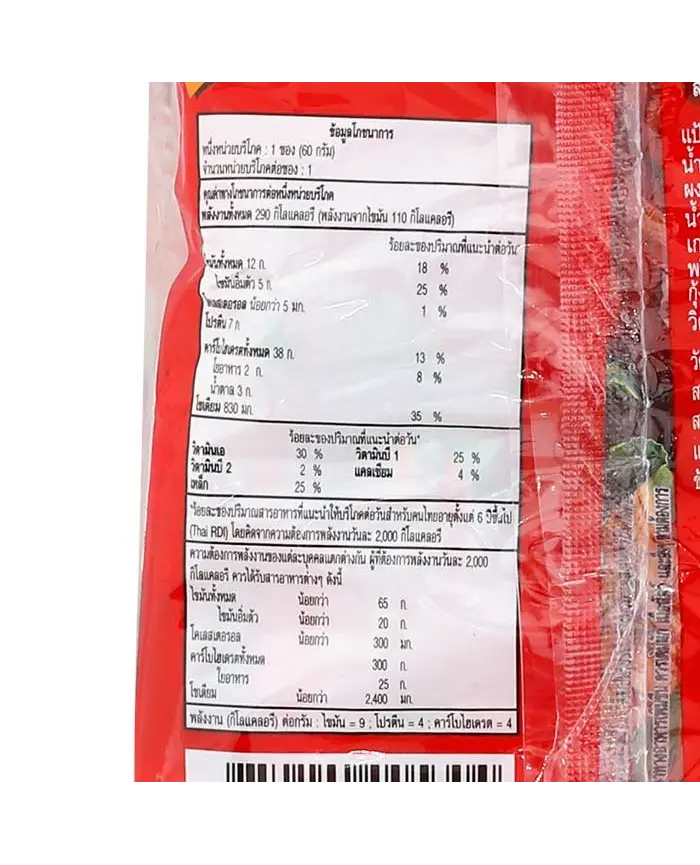 ข้อมูลโภชนาการ
หนึ่งหน่วยบริโภค : 1 ซอง (60 กรัม)
จำนวนหน่วยบริโภคต่อซอง : 1
คุณค่าทางโภชนาการต่อหนึ่งหน่วยบริโภค
พลังงานทั้งหมด 290 กิโลแคลอรี (พลังงานจากไขมัน 110 กิโลแคลอรี)
ร้อยละของปริมาณที่แนะนำต่อวัน*
ไขมันทั้งหมด 12 ก. 18 %
ไขมันอิ่มตัว 5 ก. 25 %
โคเลสเตอรอล น้อยกว่า 5 มก. 1 %
โปรตีน 7 ก.
คาร์โบไฮเดรตทั้งหมด 38 ก. 13 %
ใยอาหาร 2 ก. 8 %
น้ำตาล 3 ก.
โซเดียม 830 มก. 35 %
ร้อยละของปริมาณที่แนะนำต่อวัน*
วิตามินเอ 30 % วิตามินบี 1 25 %
วิตามินบี 2 2 % แคลเซียม 4 %
เหล็ก 25 %
*ร้อยละของปริมาณสารอาหารที่แนะนำให้บริโภคต่อวันสำหรับคนไทยอายุตั้งแต่ 6 ปีขึ้นไป
(Thai RDI) โดยคิดจากความต้องการพลังงานวันละ 2,000 กิโลแคลอรี
ความต้องการพลังงานของแต่ละบุคคลแตกต่างกัน ผู้ที่ต้องการพลังงานวันละ 2,000
กิโลแคลอรี ควรได้รับสารอาหารต่างๆ ดังนี้
ไขมันทั้งหมด น้อยกว่า 65 ก.
ไขมันอิ่มตัว น้อยกว่า 20 ก.
โคเลสเตอรอล น้อยกว่า 300 มก.
คาร์โบไฮเดรตทั้งหมด 300 ก.
ใยอาหาร 25 ก.
โซเดียม น้อยกว่า 2,400 มก.
พลังงาน (กิโลแคลอรี) ต่อกรัม : ไขมัน = 9 ; โปรตีน = 4 ; คาร์โบไฮเดรต = 4